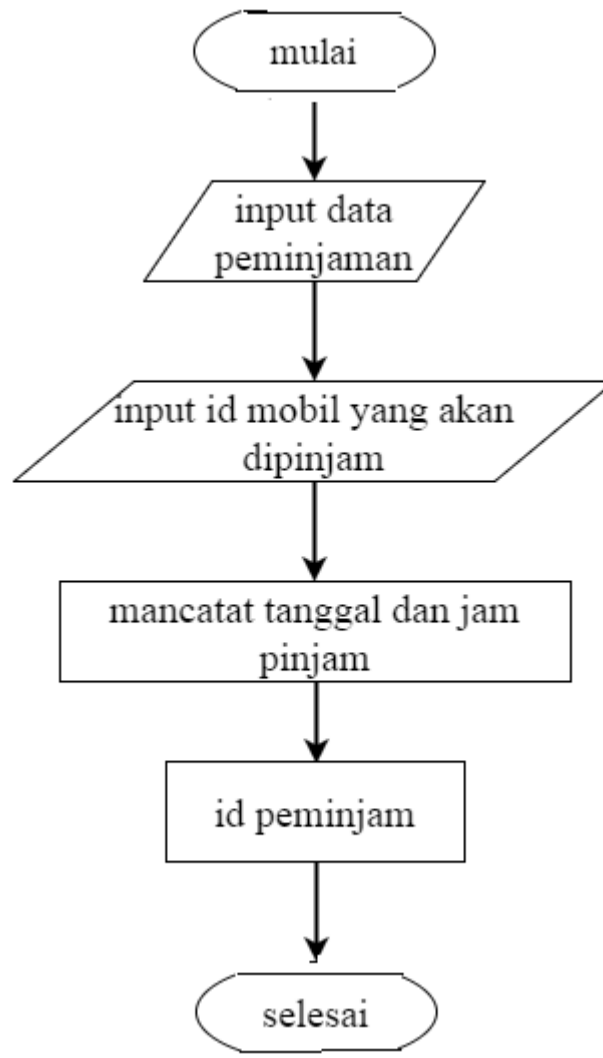 mulai
input data
peminjaman
input id mobil yang akan
dipinjam
mancatat tanggal dan jam
pinjam
id peminjam
selesai